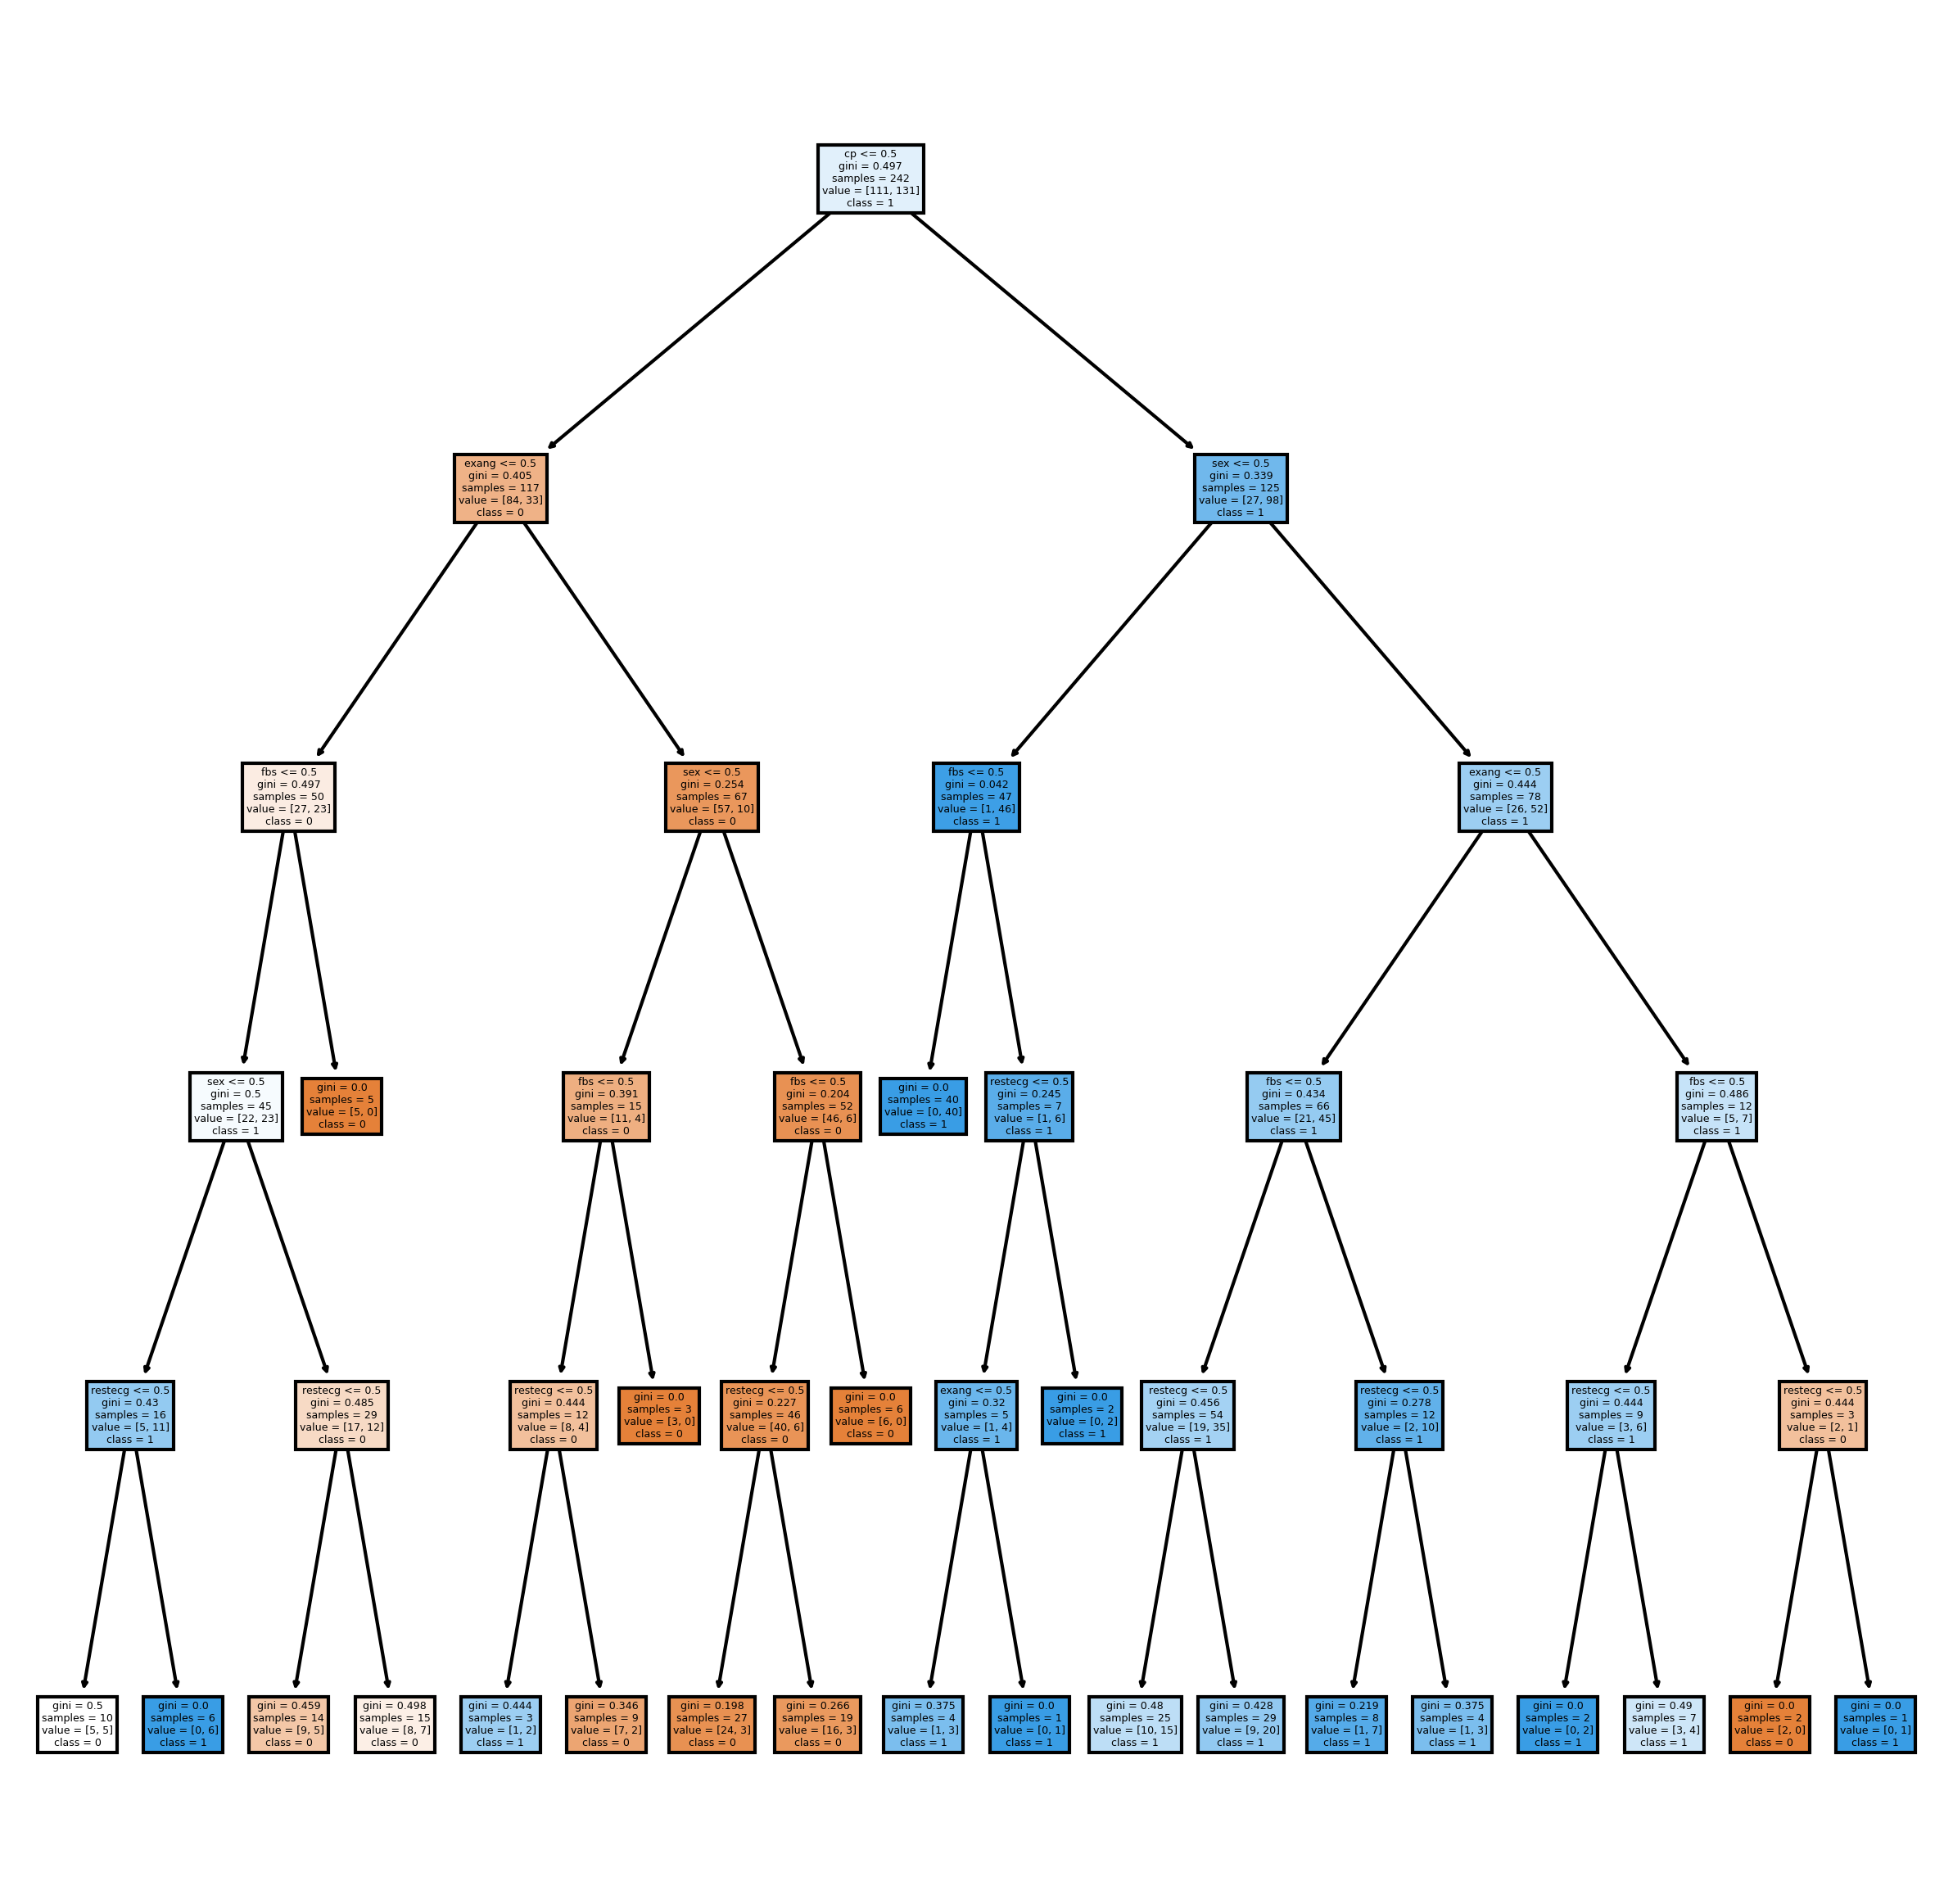 cp <= 0.5
gini = 0.497
samples = 242
value = [111, 131]
class = 1
exang <= 0.5
gini = 0.405
samples = 117
value = [84, 33]
class = 0
sex <= 0.5
gini = 0.339
samples = 125
value = [27, 98]
class = 1
fbs <= 0.5
gini = 0.497
samples = 50
value = [27, 23]
class = 0
sex <= 0.5
gini = 0.254
samples = 67
value = [57, 10]
class = 0
fbs <= 0.5
gini = 0.042
samples = 47
value = [1, 46]
class = 1
exang <= 0.5
gini = 0.444
samples = 78
value = [26, 52]
class = 1
sex <= 0.5
gini = 0.5
samples = 45
value = [22, 23]
class = 1
gini = 0.0
samples = 5
value = [5, 0]
class = 0
fbs <= 0.5
gini = 0.391
samples = 15
value = [11, 4]
class = 0
fbs <= 0.5
gini = 0.204
samples = 52
value = [46, 6]
class = 0
gini = 0.0
samples = 40
value = [0, 40]
class = 1
restecg <= 0.5
gini = 0.245
samples = 7
value = [1, 6]
class = 1
fbs <= 0.5
gini = 0.434
samples = 66
value = [21, 45]
class = 1
fbs <= 0.5
gini = 0.486
samples = 12
value = [5, 7]
class = 1
restecg <= 0.5
gini = 0.43
samples = 16
value = [5, 11]
class = 1
restecg <= 0.5
gini = 0.485
samples = 29
value = [17, 12]
class = 0
restecg <= 0.5
gini = 0.444
samples = 12
value = [8, 4]
class = 0
gini = 0.0
samples = 3
value = [3, 0]
class = 0
restecg <= 0.5
gini = 0.227
samples = 46
value = [40, 6]
class = 0
gini = 0.0
samples = 6
value = [6, 0]
class = 0
exang <= 0.5
gini = 0.32
samples = 5
value = [1, 4]
class = 1
gini = 0.0
samples = 2
value = [0, 2]
class = 1
restecg <= 0.5
gini = 0.456
samples = 54
value = [19, 35]
class = 1
restecg <= 0.5
gini = 0.278
samples = 12
value = [2, 10]
class = 1
restecg <= 0.5
gini = 0.444
samples = 9
value = [3, 6]
class = 1
restecg <= 0.5
gini = 0.444
samples = 3
value = [2, 1]
class = 0
gini = 0.5
samples = 10
value = [5, 5]
class = 0
gini = 0.0
samples = 6
value = [0, 6]
class = 1
gini = 0.459
samples = 14
value = [9, 5]
class = 0
gini = 0.498
samples = 15
value = [8, 7]
class = 0
gini = 0.444
samples = 3
value = [1, 2]
class = 1
gini = 0.346
samples = 9
value = [7, 2]
class = 0
gini = 0.198
samples = 27
value = [24, 3]
class = 0
gini = 0.266
samples = 19
value = [16, 3]
class = 0
gini = 0.375
samples = 4
value = [1, 3]
class = 1
gini = 0.0
samples = 1
value = [0, 1]
class = 1
gini = 0.48
samples = 25
value = [10, 15]
class = 1
gini = 0.428
samples = 29
value = [9, 20]
class = 1
gini = 0.219
samples = 8
value = [1, 7]
class = 1
gini = 0.375
samples = 4
value = [1, 3]
class = 1
gini = 0.0
samples = 2
value = [0, 2]
class = 1
gini = 0.49
samples = 7
value = [3, 4]
class = 1
gini = 0.0
samples = 2
value = [2, 0]
class = 0
gini = 0.0
samples = 1
value = [0, 1]
class = 1